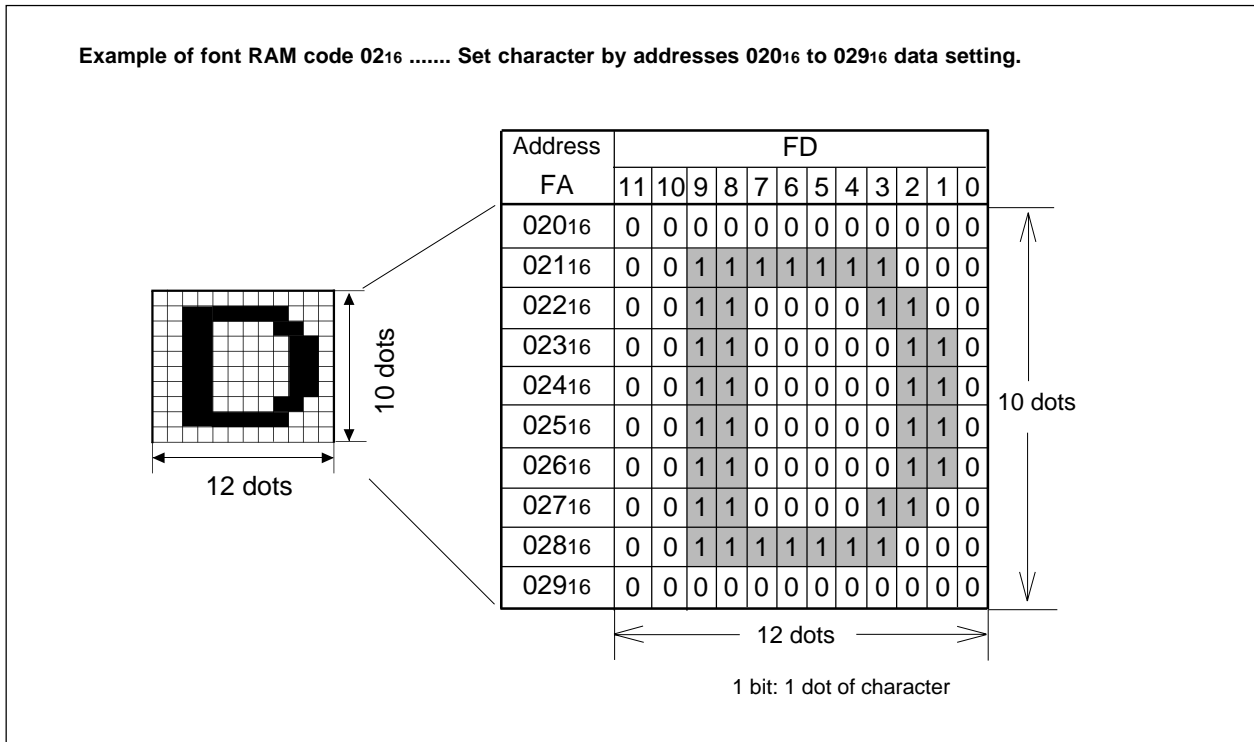 Example of font RAM code 0216 ....... Set character by addresses 02016 to 02916 data setting.
Address FD
FA 11 10 9 8 7 6 5 4 3 2 1 0
02016 0 0 0 0 0 0 0 0 0 0 0 0
02116 0 0 1 1 1 1 1 1 1 0 0 0
02216 0 0 1 1 0 0 0 0 1 1 0 0
02316 0 0 1 1 0 0 0 0 0 1 1 0
02416 0 0 1 1 0 0 0 0 0 1 1 0
02516 0 0 1 1 0 0 0 0 0 1 1 0
02616 0 0 1 1 0 0 0 0 0 1 1 0
02716 0 0 1 1 0 0 0 0 1 1 0 0
02816 0 0 1 1 1 1 1 1 1 0 0 0
02916 0 0 0 0 0 0 0 0 0 0 0 0
10 dots
12 dots
10 dots
12 dots
1 bit: 1 dot of character